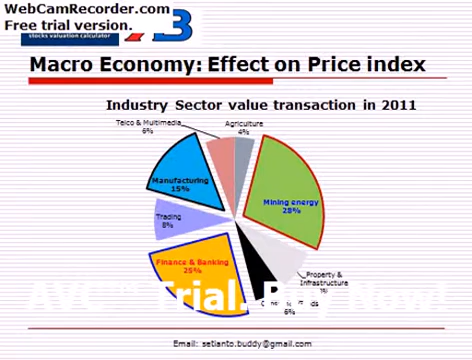 WebCamRecorder.com
Free trial version.
stocks valuation calculator
Macro Economy: Effect on Price index
Industry Sector value transaction in 2011
Telco & Multimedia
6%
Agriculture
4%
Manufacturing
15%
Mining energy
28%
Trading
8%
Finance & Banking
25%
Property &
Infrastructure
6%
AVC™ Trial. Buy Now!
Email: setianto.buddy@gmail.com